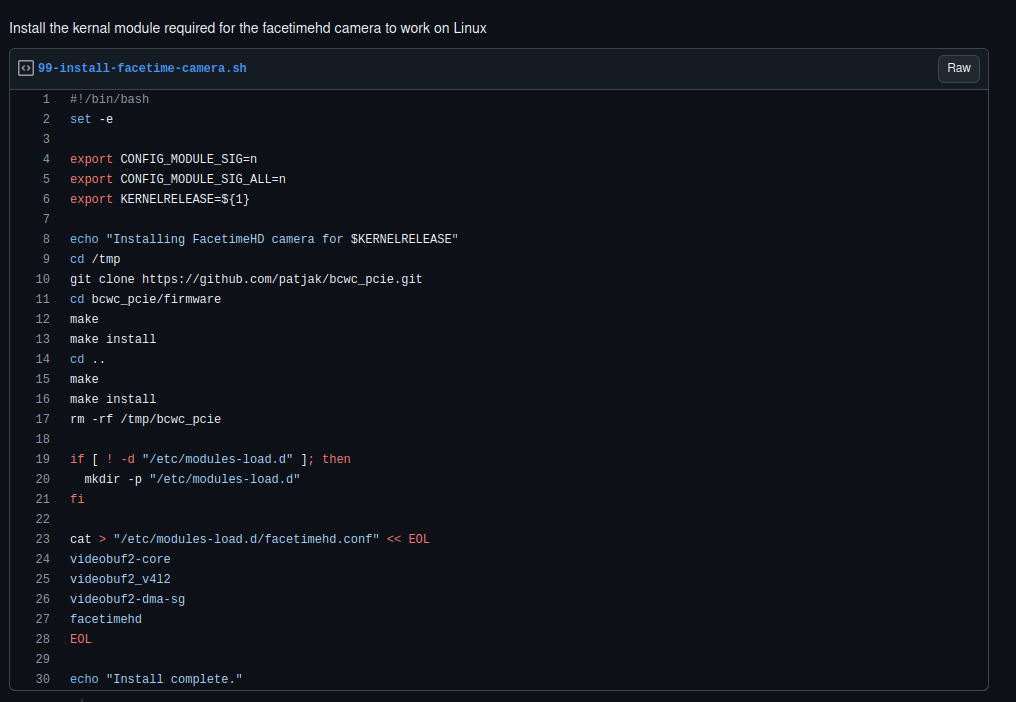 Install the kernal module required for the facetimehd camera to work on Linux
99-install-facetime-camera.sh
Raw
1 #!/bin/bash
2 set -e
3
4 export CONFIG_MODULE_SIG=n
5 export CONFIG_MODULE_SIG_ALL=n
6 export KERNELRELEASE=${1}
7
8 echo "Installing FacetimeHD camera for $KERNELRELEASE"
9 cd /tmp
10 git clone https://github.com/patjak/bcwc_pcie.git
11 cd bcwc_pcie/firmware
12 make
13 make install
14 cd ..
15 make
16 make install
17 rm -rf /tmp/bcwc_pcie
18
19 if [ ! -d "/etc/modules-load.d" ]; then
20   mkdir -p "/etc/modules-load.d"
21 fi
22
23 cat > "/etc/modules-load.d/facetimehd.conf" << EOL
24 videobuf2-core
25 videobuf2_v4l2
26 videobuf2-dma-sg
27 facetimehd
28 EOL
29
30 echo "Install complete."